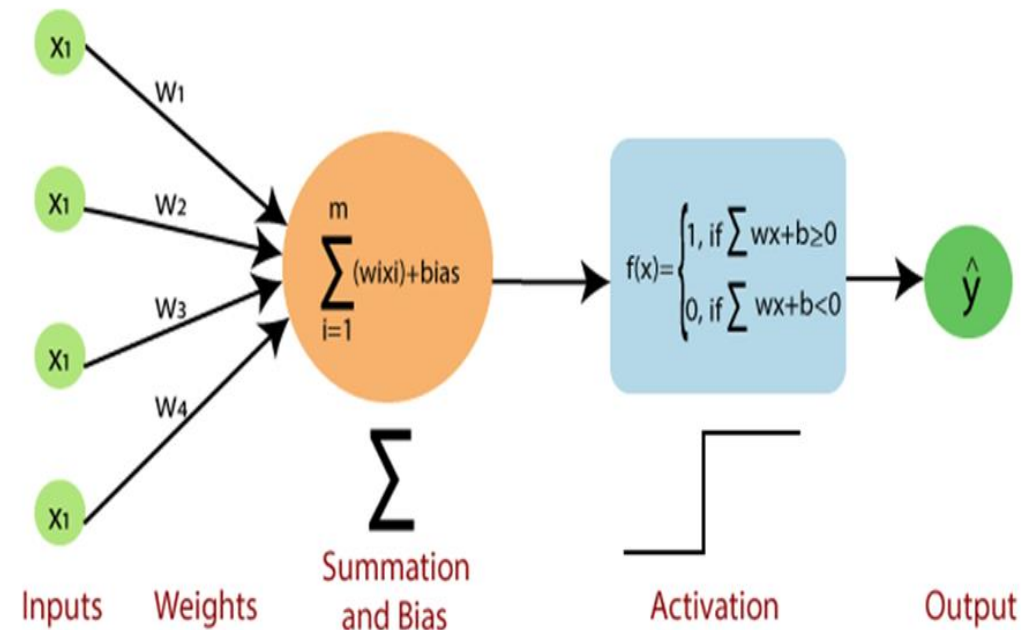 x1
x1
x1
x1
W1
W2
W3
W4
m
∑(wixi)+bias
i=1
∑
f(x)={1, if ∑ wx+b≥0
0, if ∑ wx+b<0
ŷ
Inputs
Weights
Summation
and Bias
Activation
Output